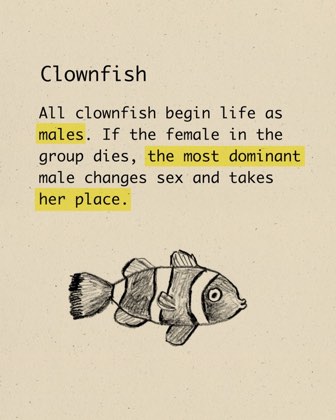 Clownfish
All clownfish begin life as
males. If the female in the
group dies, the most dominant
male changes sex and takes
her place.